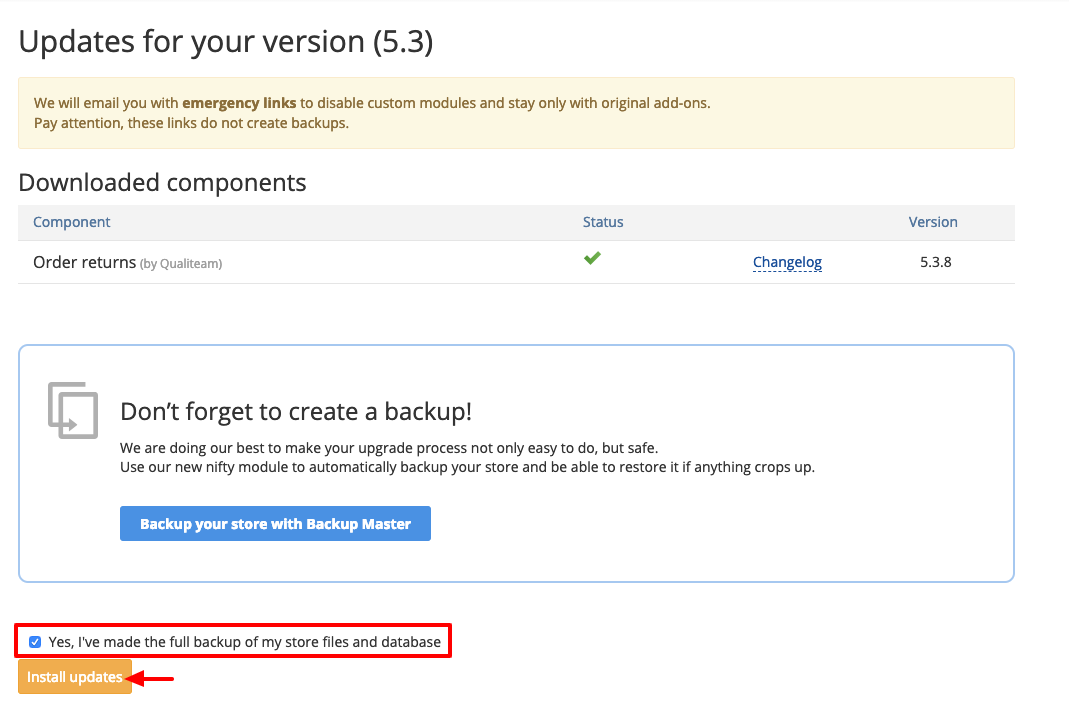 Updates for your version (5.3)
We will email you with emergency links to disable custom modules and stay only with original add-ons.
Pay attention, these links do not create backups.
Downloaded components
Component Status Version
Order returns (by Qualiteam) Changelog 5.3.8
Don’t forget to create a backup!
We are doing our best to make your upgrade process not only easy to do, but safe.
Use our new nifty module to automatically backup your store and be able to restore it if anything crops up.
Backup your store with Backup Master
Yes, I've made the full backup of my store files and database
Install updates